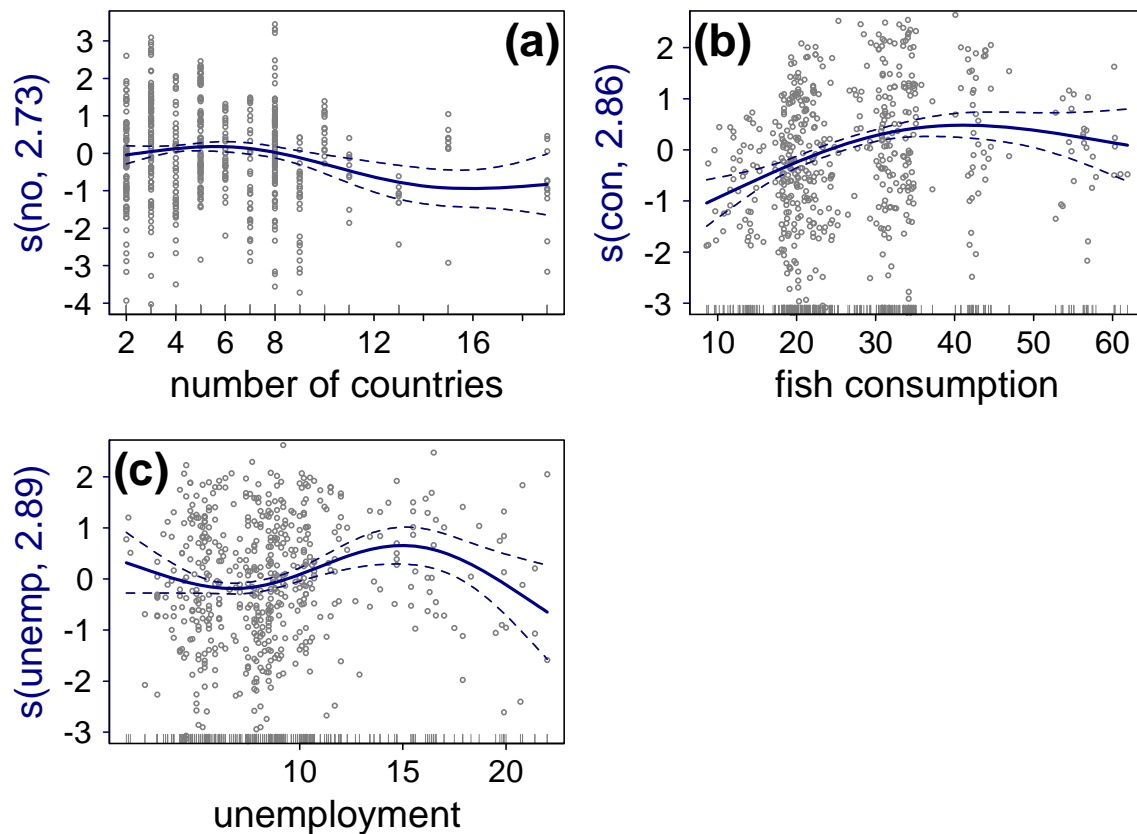 (a)
s(no, 2.73)
3
2
1
0
-1
-2
-3
-4
2 4 6 8 12 16
number of countries
(b)
s(con, 2.86)
2
1
0
-1
-2
-3
10 20 30 40 50 60
fish consumption
(c)
s(unemp, 2.89)
2
1
0
-1
-2
-3
10 15 20
unemployment